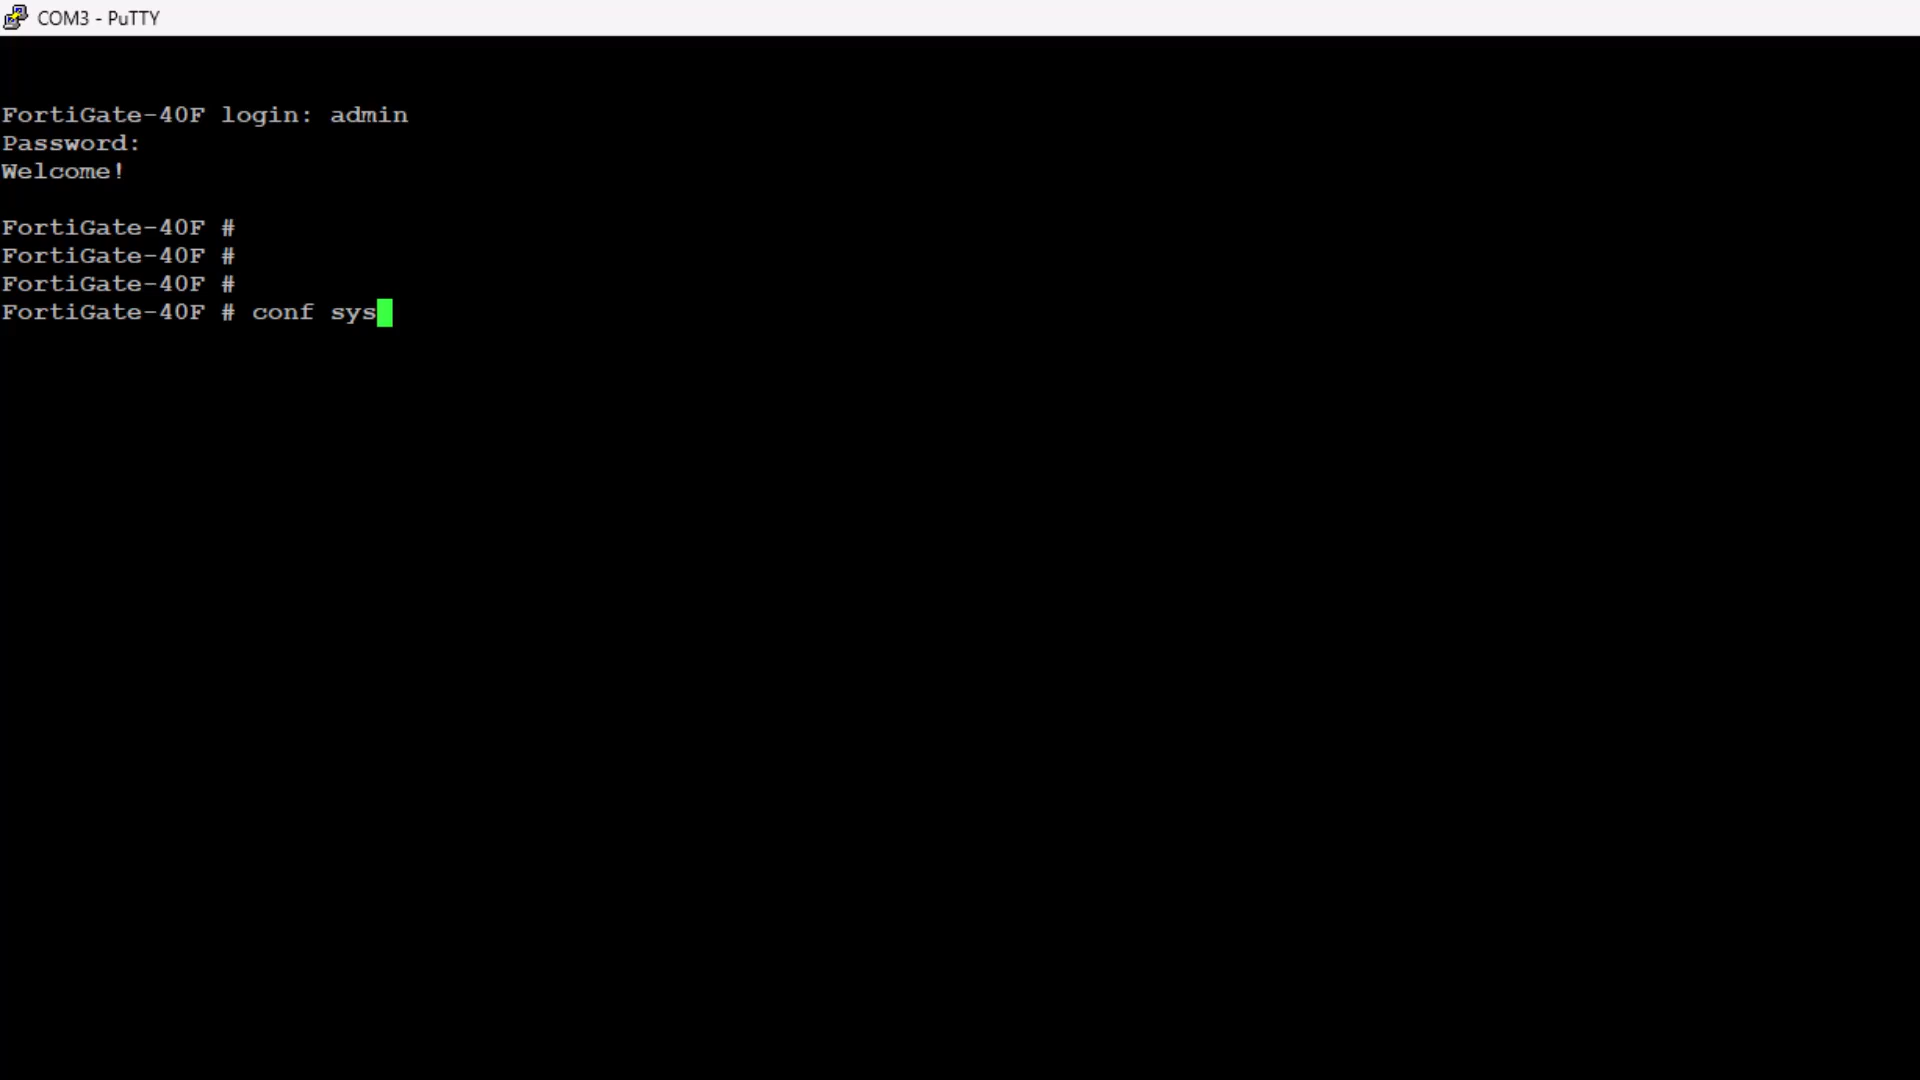 COM3 - PuTTY
FortiGate-40F login: admin
Password:
Welcome!
FortiGate-40F #
FortiGate-40F #
FortiGate-40F #
FortiGate-40F # conf sys